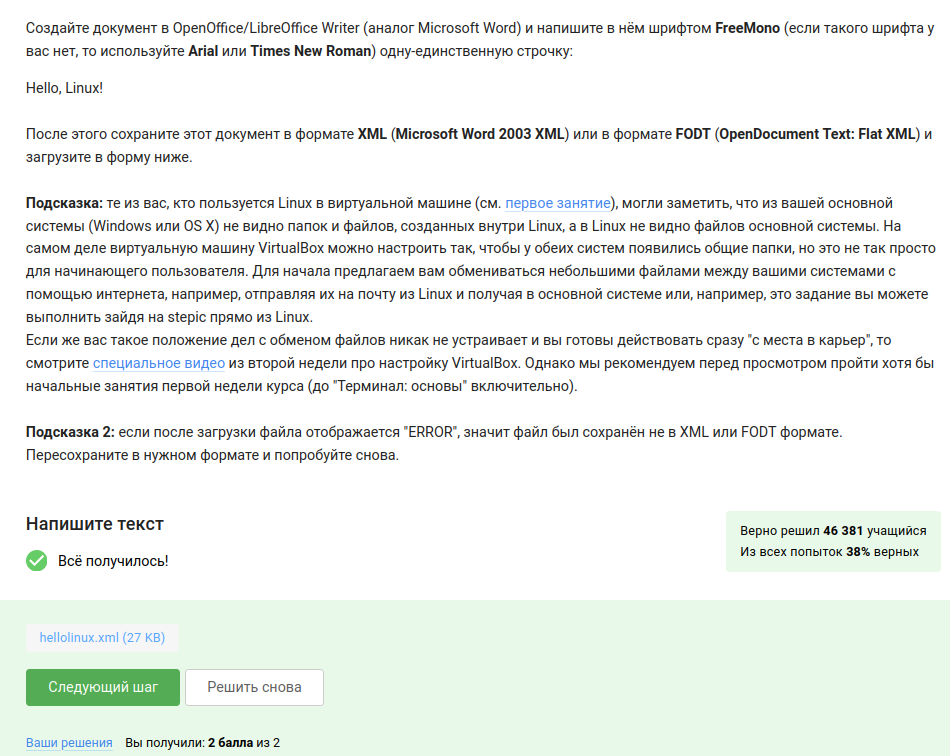 Создайте документ в OpenOffice/LibreOffice Writer (аналог Microsoft Word) и напишите в нём шрифтом FreeMono (если такого шрифта у
вас нет, то используйте Arial или Times New Roman) одну-единственную строчку:
Hello, Linux!
После этого сохраните этот документ в формате XML (Microsoft Word 2003 XML) или в формате FODT (OpenDocument Text: Flat XML) и
загрузите в форму ниже.
Подсказка: те из вас, кто пользуется Linux в виртуальной машине (см. первое занятие), могли заметить, что из вашей основной
системы (Windows или OS X) не видно папок и файлов, созданных внутри Linux, а в Linux не видно файлов основной системы. На
самом деле виртуальную машину VirtualBox можно настроить так, чтобы у обеих систем появились общие папки, но это не так просто
для начинающего пользователя. Для начала предлагаем вам обмениваться небольшими файлами между вашими системами с
помощью интернета, например, отправляя их на почту из Linux и получая в основной системе или, например, это задание вы можете
выполнить зайдя на stepic прямо из Linux.
Если же вас такое положение дел с обменом файлов никак не устраивает и вы готовы действовать сразу "с места в карьер", то
смотрите специальное видео из второй недели про настройку VirtualBox. Однако мы рекомендуем перед просмотром пройти хотя бы
начальные занятия первой недели курса (до "Терминал: основы" включительно).
Подсказка 2: если после загрузки файла отображается "ERROR", значит файл был сохранён не в XML или FODT формате.
Пересохраните в нужном формате и попробуйте снова.
Напишите текст
Верно решил 46 381 учащийся
Из всех попыток 38% верных
Всё получилось!
hellolinux.xml (27 KB)
Следующий шаг Решить снова
Ваши решения Вы получили: 2 балла из 2